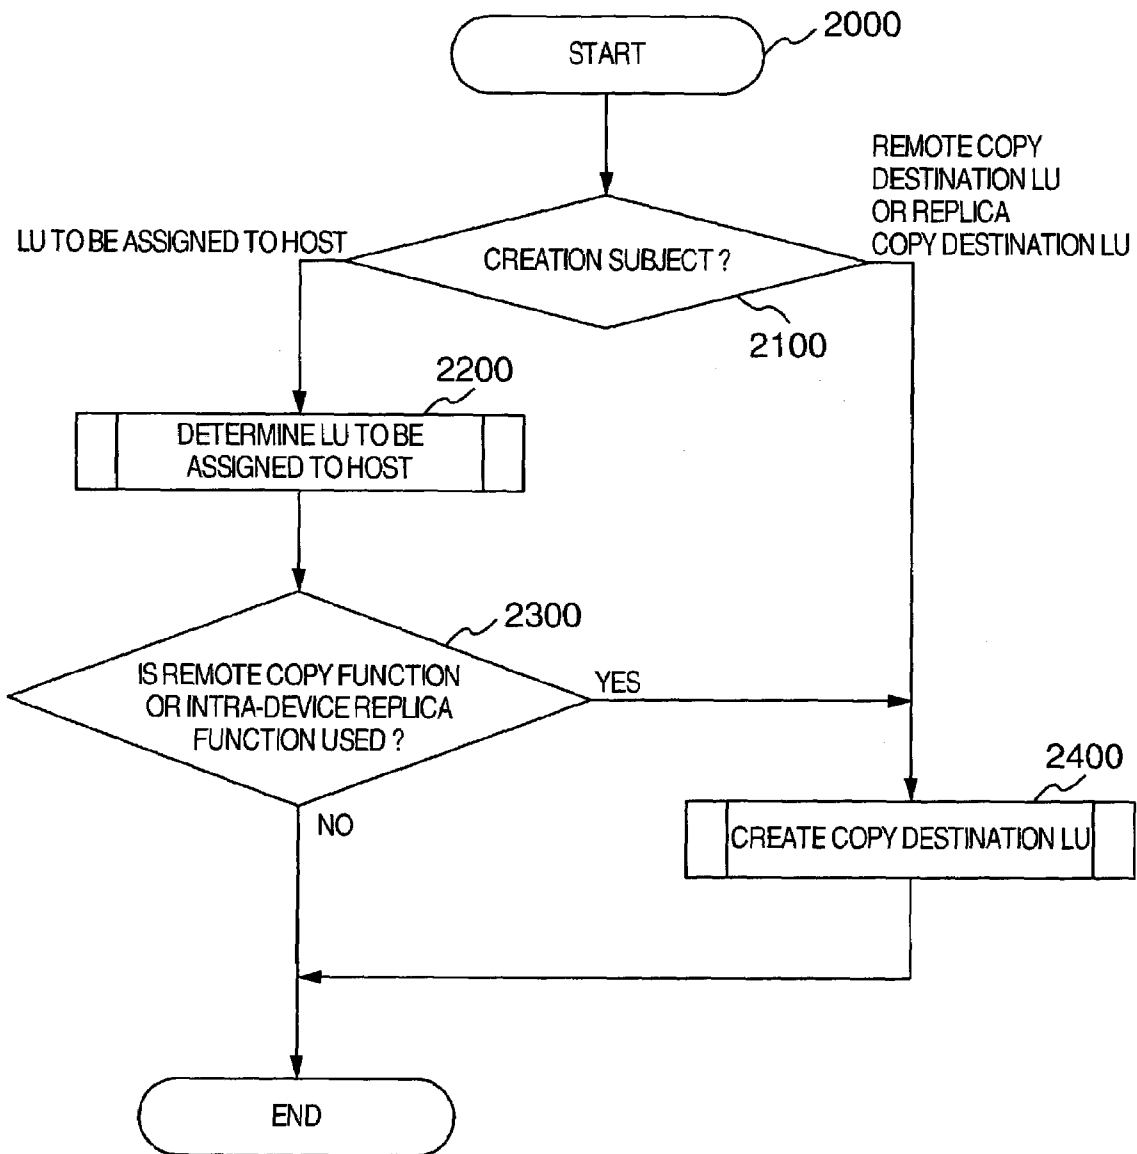 START
2000
REMOTE COPY
DESTINATION LU
OR REPLICA
COPY DESTINATION LU
LU TO BE ASSIGNED TO HOST
CREATION SUBJECT ?
2100
2200
DETERMINE LU TO BE
ASSIGNED TO HOST
2300
IS REMOTE COPY FUNCTION
OR INTRA-DEVICE REPLICA
FUNCTION USED ?
YES
NO
2400
CREATE COPY DESTINATION LU
END